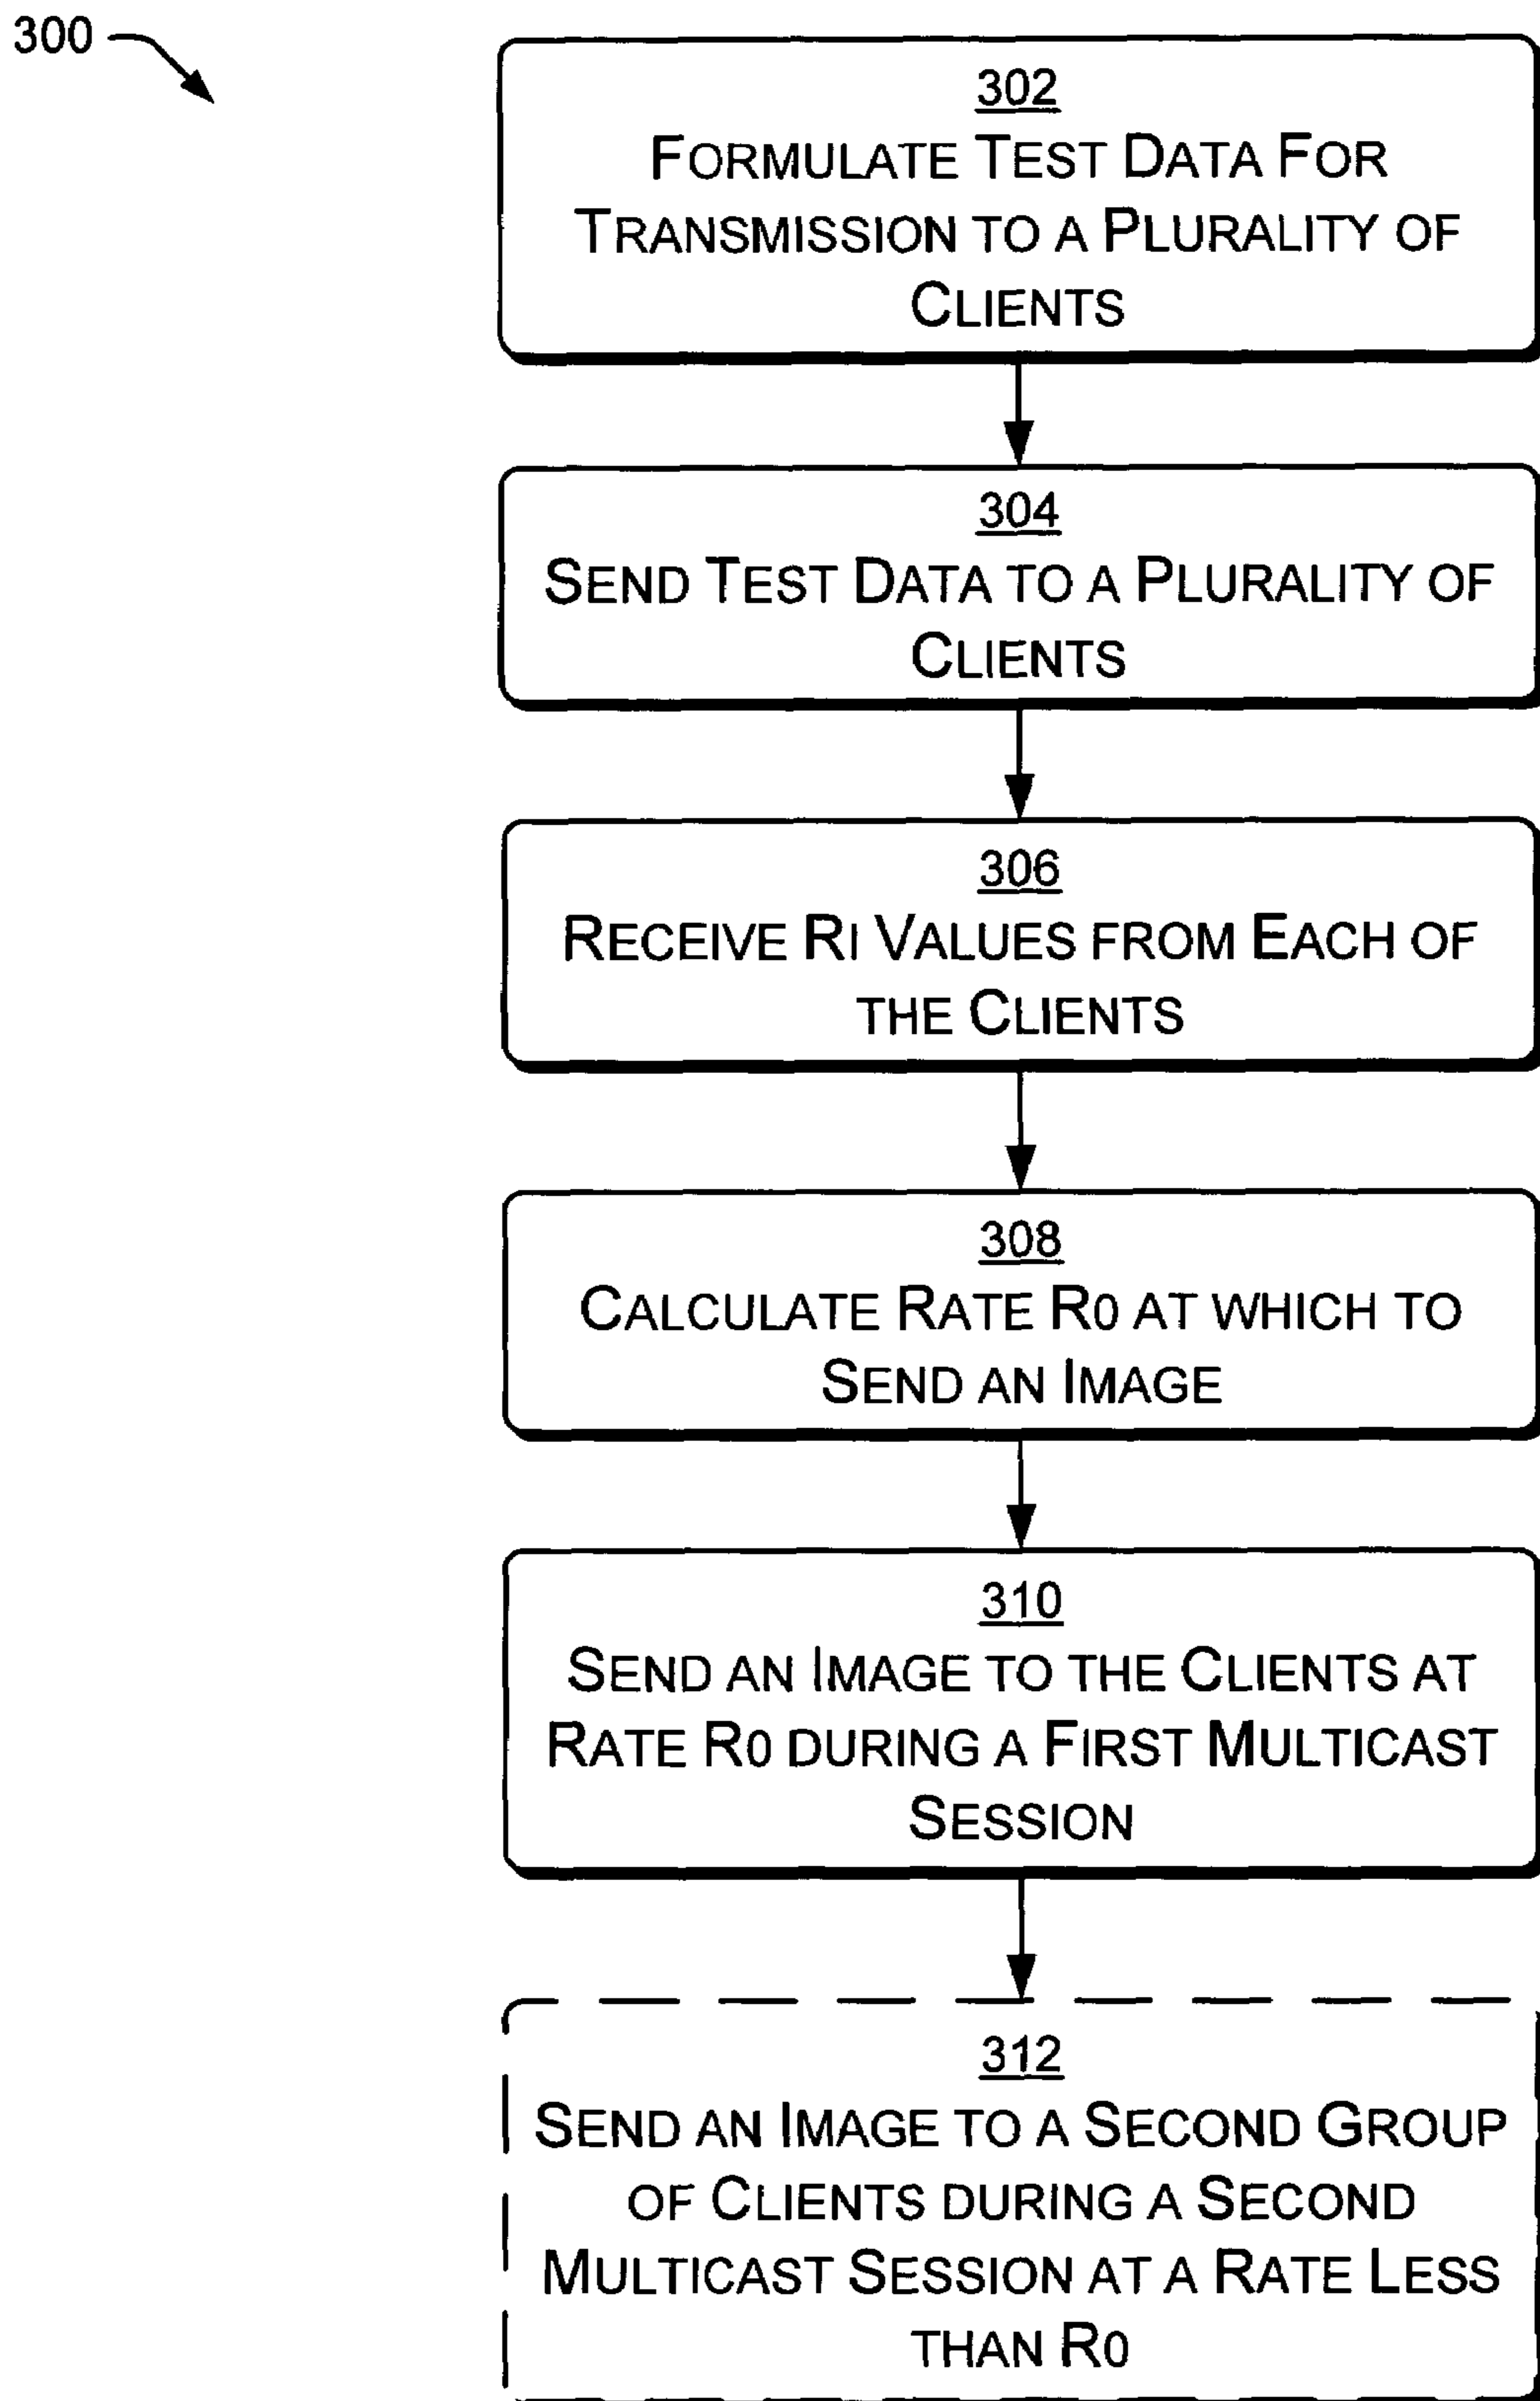 300
302
FORMULATE TEST DATA FOR
TRANSMISSION TO A PLURALITY OF
CLIENTS
304
SEND TEST DATA TO A PLURALITY OF
CLIENTS
306
RECEIVE RI VALUES FROM EACH OF
THE CLIENTS
308
CALCULATE RATE R0 AT WHICH TO
SEND AN IMAGE
310
SEND AN IMAGE TO THE CLIENTS AT
RATE R0 DURING A FIRST MULTICAST
SESSION
312
SEND AN IMAGE TO A SECOND GROUP
OF CLIENTS DURING A SECOND
MULTICAST SESSION AT A RATE LESS
THAN R0